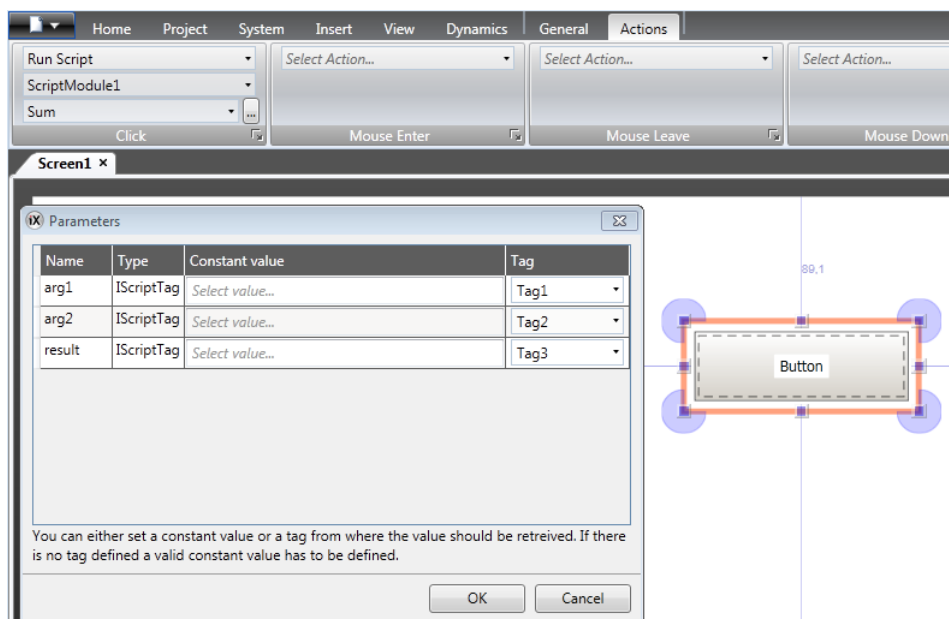 Home Project System Insert View Dynamics General Actions
Run Script Select Action... Select Action... Select Action...
ScriptModule1
Sum ...
Click Mouse Enter Mouse Leave Mouse Down
Screen1 ×
iX Parameters
Name Type Constant value Tag
arg1 IScriptTag Select value... Tag1
arg2 IScriptTag Select value... Tag2
result IScriptTag Select value... Tag3
89,1
Button
You can either set a constant value or a tag from where the value should be retreived. If there
is no tag defined a valid constant value has to be defined.
OK Cancel